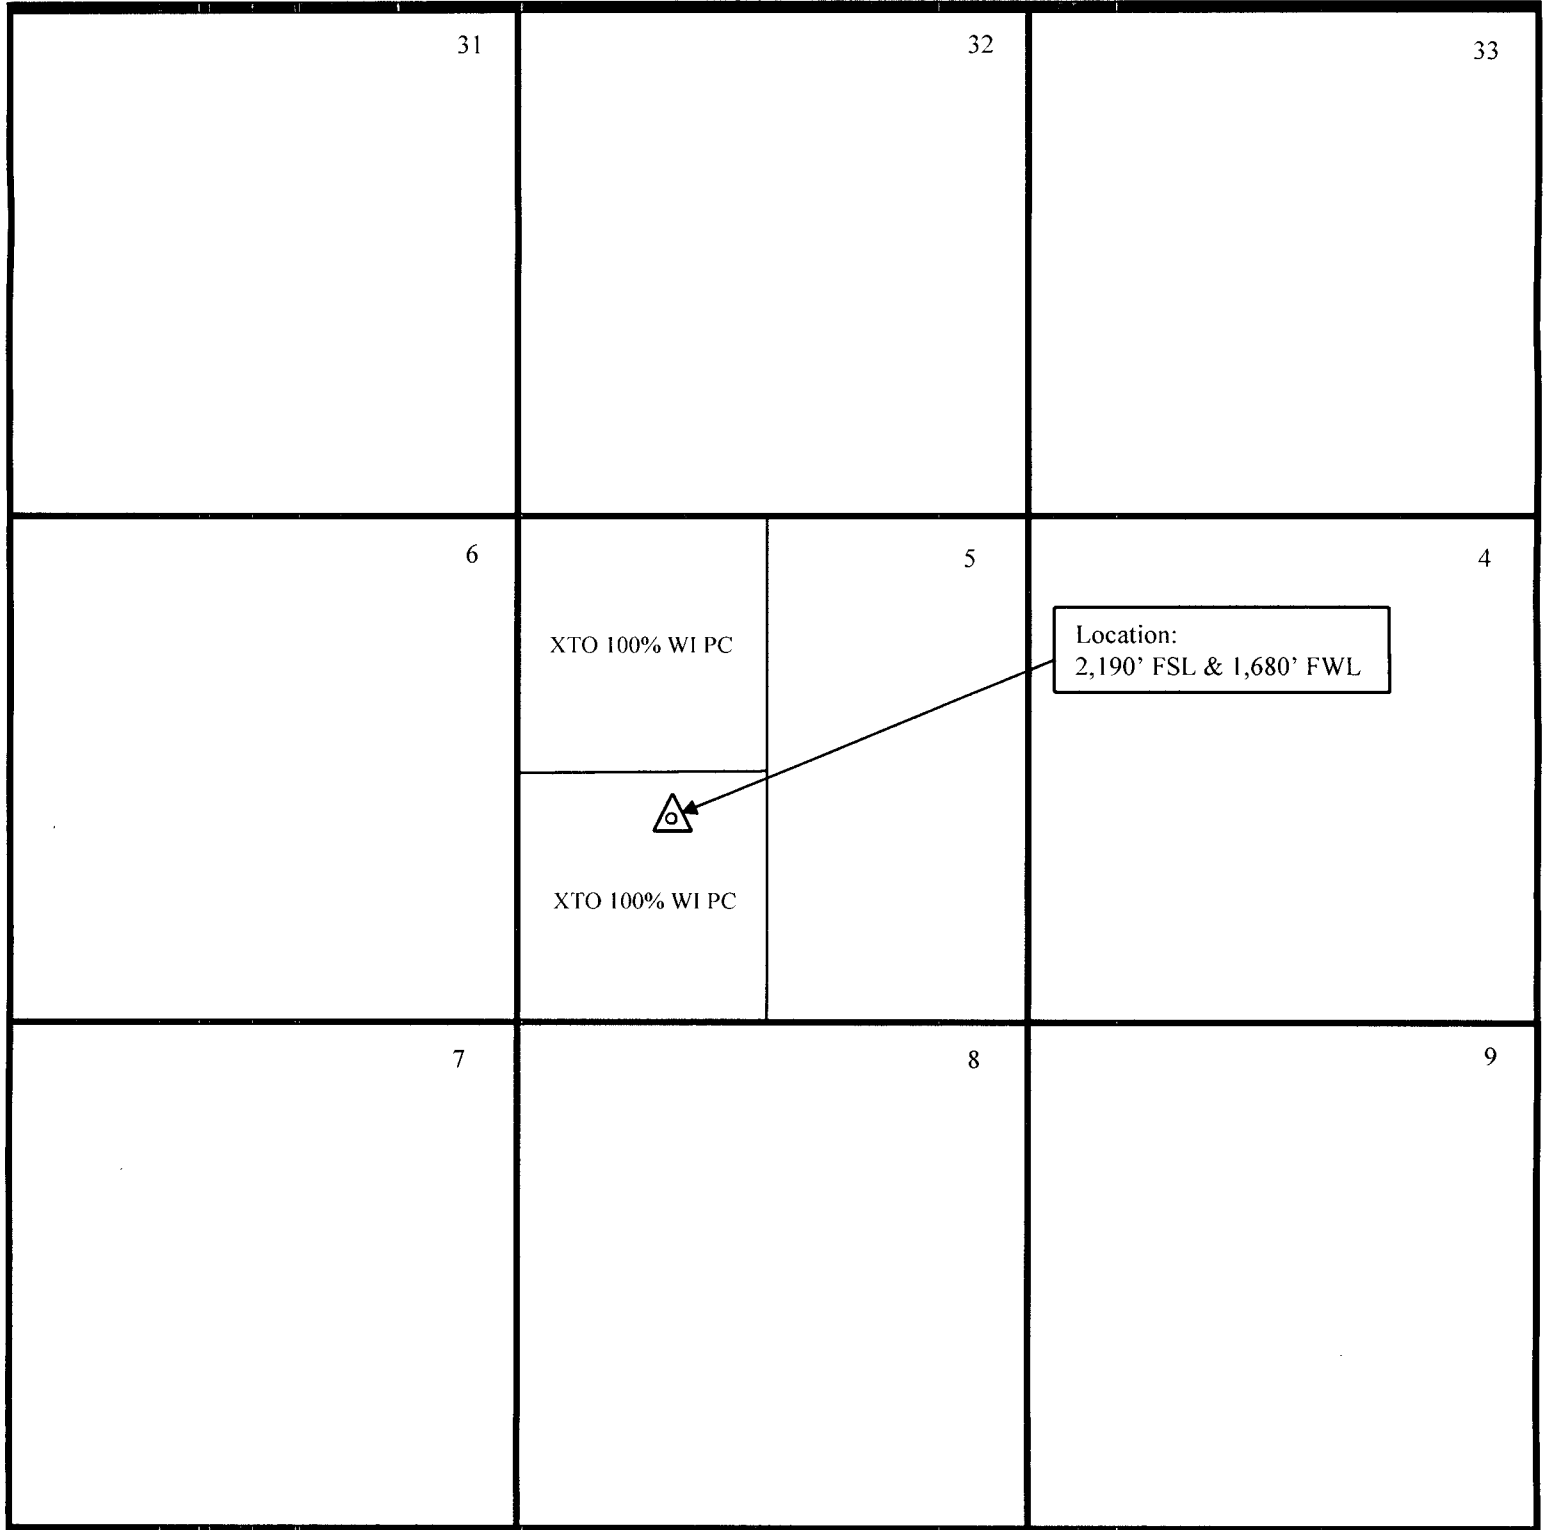 31
32
33
6
5
4
XTO 100% WI PC
Location:
2,190’ FSL & 1,680’ FWL
XTO 100% WI PC
7
8
9